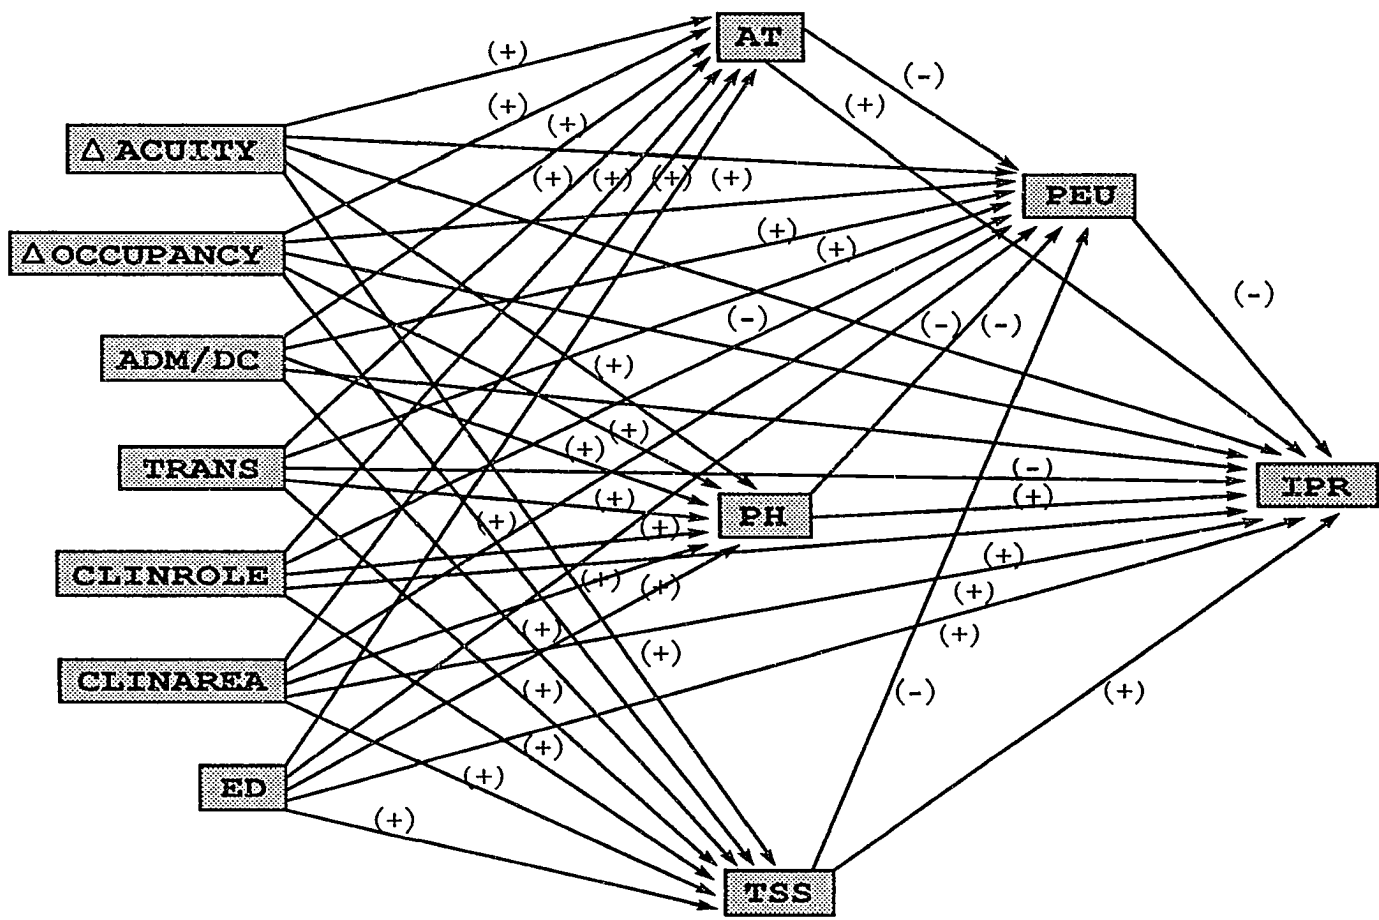 AT
(+)
(-)
(+)
(+)
(+)
Δ ACUITY
(+) (+) (+) (+)
PEU
(+)
(+)
Δ OCCUPANCY
(-)
(-)
(-) (-)
ADM/DC
(+)
(+)
(+)
TRANS
(-)
IPR
(+)
(+)
PH
(+)
(+)
(+)
CLINROLE
(+)
(+)
(+)
(+)
(+)
(+)
CLINAREA
(+)
(-)
(+)
(+)
ED
(+)
(+)
TSS